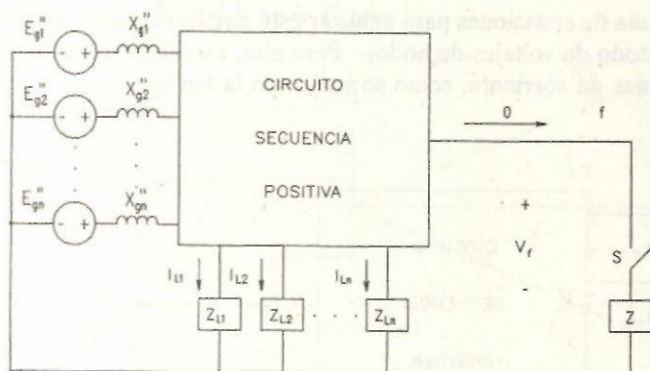 E"g1
X"g1
E"g2
X"g2
E"gn
X"gn
CIRCUITO
SECUENCIA
POSITIVA
0
f
+
Vf
-
S
Z
IL1
IL2
ILn
ZL1
ZL2
ZLn